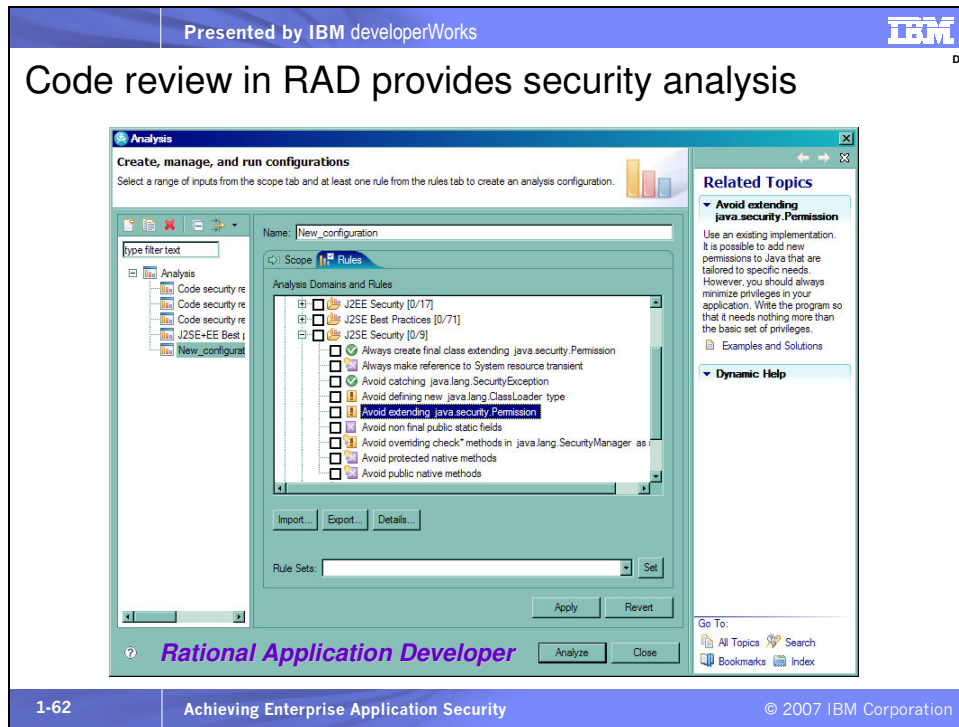 Presented by IBM developerWorks
IBM
D
Code review in RAD provides security analysis
Analysis
Create, manage, and run configurations
Select a range of inputs from the scope tab and at least one rule from the rules tab to create an analysis configuration.
type filter text
Analysis
Code security re
Code security re
Code security re
J2SE+EE Best p
New_configurat
Name: New_configuration
Scope Rules
Analysis Domains and Rules
J2EE Security [0/17]
J2SE Best Practices [0/71]
J2SE Security [0/9]
Always create final class extending java.security.Permission
Always make reference to System resource transient
Avoid catching java.lang.SecurityException
Avoid defining new java.lang.ClassLoader type
Avoid extending java.security.Permission
Avoid non final public static fields
Avoid overriding check* methods in java.lang.SecurityManager as
Avoid protected native methods
Avoid public native methods
Import... Export... Details...
Rule Sets: Set
Apply Revert
Rational Application Developer Analyze Close
Related Topics
Avoid extending
java.security.Permission
Use an existing implementation.
It is possible to add new
permissions to Java that are
tailored to specific needs.
However, you should always
minimize privileges in your
application. Write the program so
that it needs nothing more than
the basic set of privileges.
Examples and Solutions
Dynamic Help
Go To:
All Topics Search
Bookmarks Index
1-62
Achieving Enterprise Application Security
© 2007 IBM Corporation